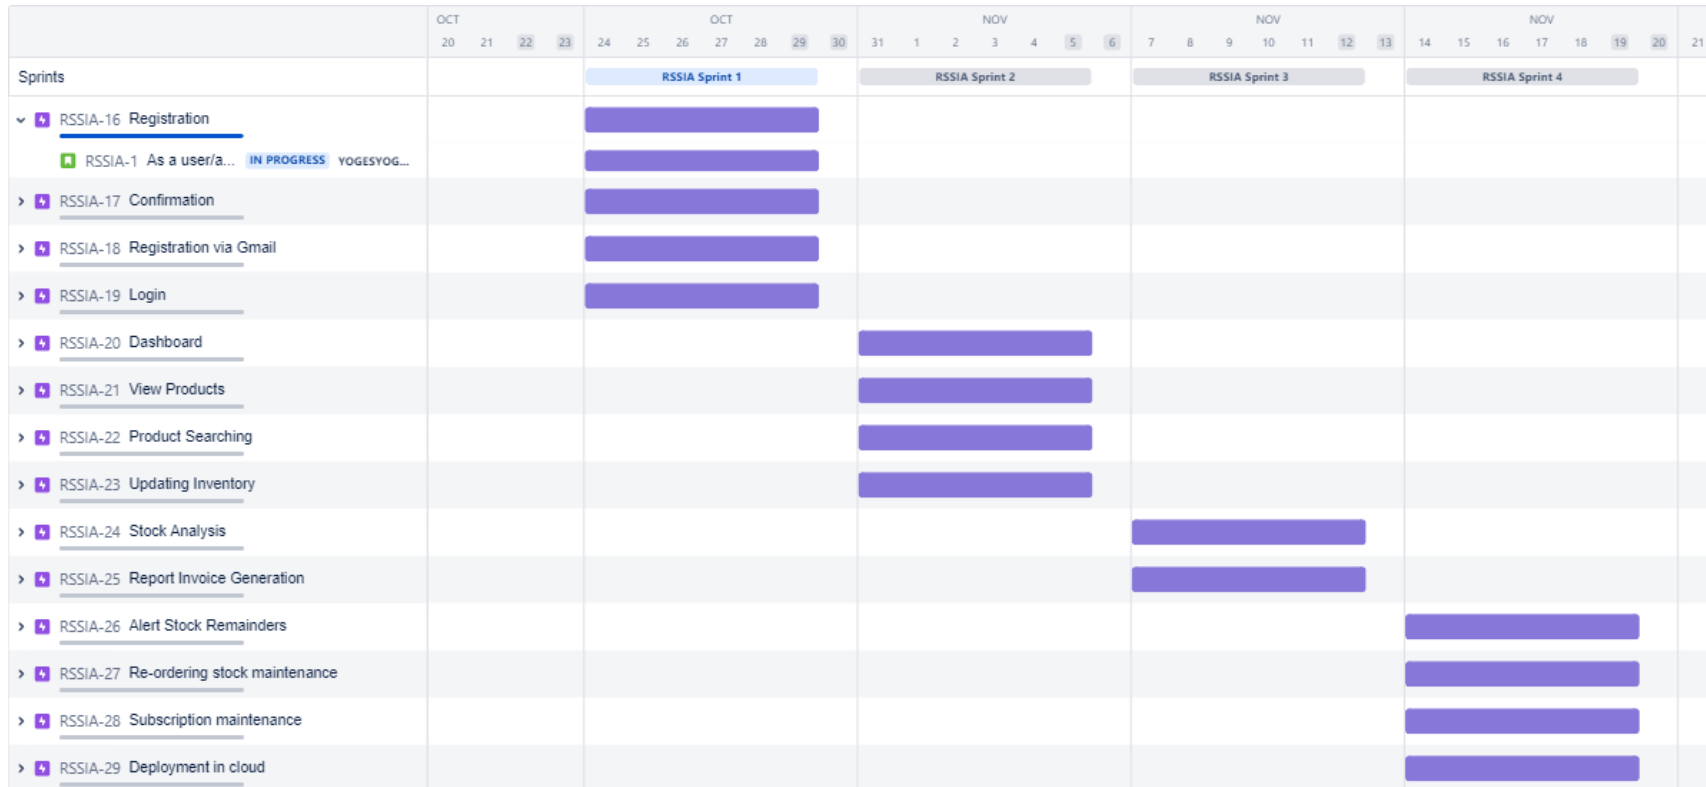 OCT OCT NOV NOV NOV
20 21 22 23 24 25 26 27 28 29 30 31 1 2 3 4 5 6 7 8 9 10 11 12 13 14 15 16 17 18 19 20 21
Sprints RSSIA Sprint 1 RSSIA Sprint 2 RSSIA Sprint 3 RSSIA Sprint 4
RSSIA-16 Registration
RSSIA-1 As a user/a... IN PROGRESS YOGESYOG...
RSSIA-17 Confirmation
RSSIA-18 Registration via Gmail
RSSIA-19 Login
RSSIA-20 Dashboard
RSSIA-21 View Products
RSSIA-22 Product Searching
RSSIA-23 Updating Inventory
RSSIA-24 Stock Analysis
RSSIA-25 Report Invoice Generation
RSSIA-26 Alert Stock Remainders
RSSIA-27 Re-ordering stock maintenance
RSSIA-28 Subscription maintenance
RSSIA-29 Deployment in cloud